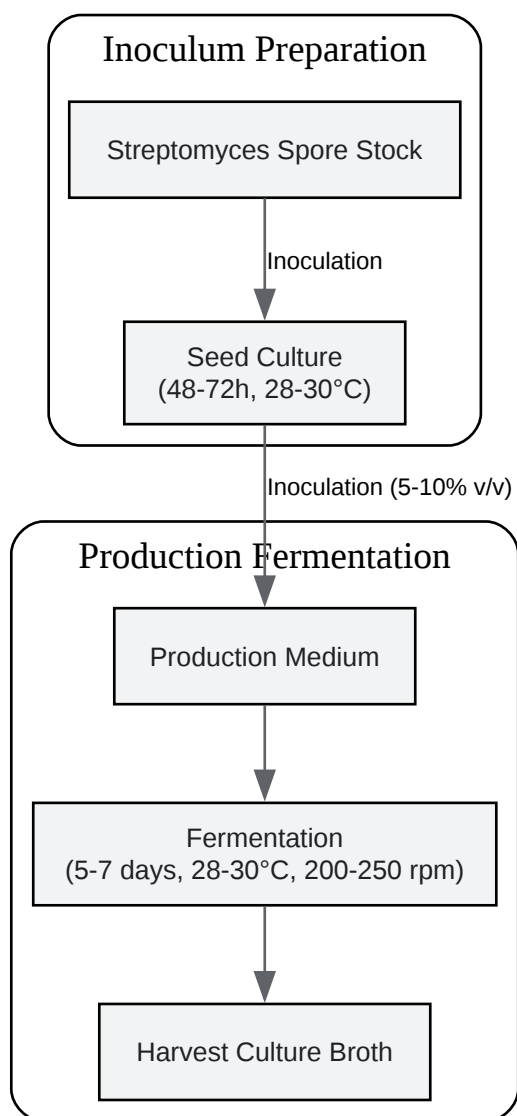 Inoculum Preparation
Streptomyces Spore Stock
Inoculation
Seed Culture
(48-72h, 28-30°C)
Inoculation (5-10% v/v)
Production Fermentation
Production Medium
Fermentation
(5-7 days, 28-30°C, 200-250 rpm)
Harvest Culture Broth